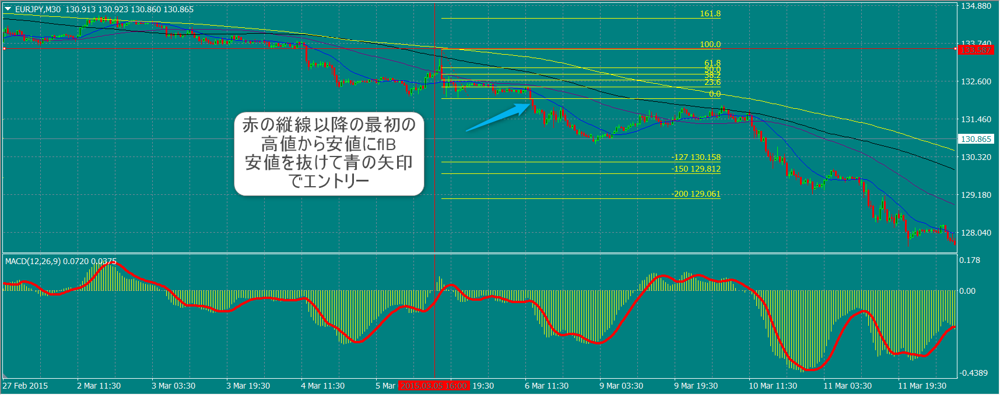 EURJPY,M30 130.913 130.923 130.860 130.865
161.8
100.0
61.8
50.0
38.2
23.6
0.0
赤の縦線以降の最初の
高値から安値にfIB
安値を抜けて青の矢印
でエントリー
-127 130.158
-150 129.812
-200 129.061
134.880
133.740
133.587
132.600
131.460
130.865
130.320
129.180
128.040
MACD(12,26,9) 0.0720 0.0375
0.178
0.00
-0.4389
27 Feb 2015
2 Mar 11:30
3 Mar 03:30
3 Mar 19:30
4 Mar 11:30
5 Mar
2015.03.05 16:00
19:30
6 Mar 11:30
9 Mar 03:30
9 Mar 19:30
10 Mar 11:30
11 Mar 03:30
11 Mar 19:30